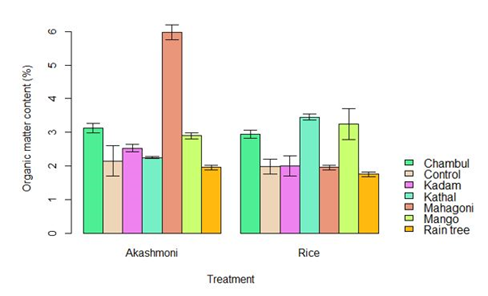 Organic matter content (%)
6
5
4
3
2
1
0
Akashmoni
Rice
Treatment
Chambul
Control
Kadam
Kathal
Mahagoni
Mango
Rain tree